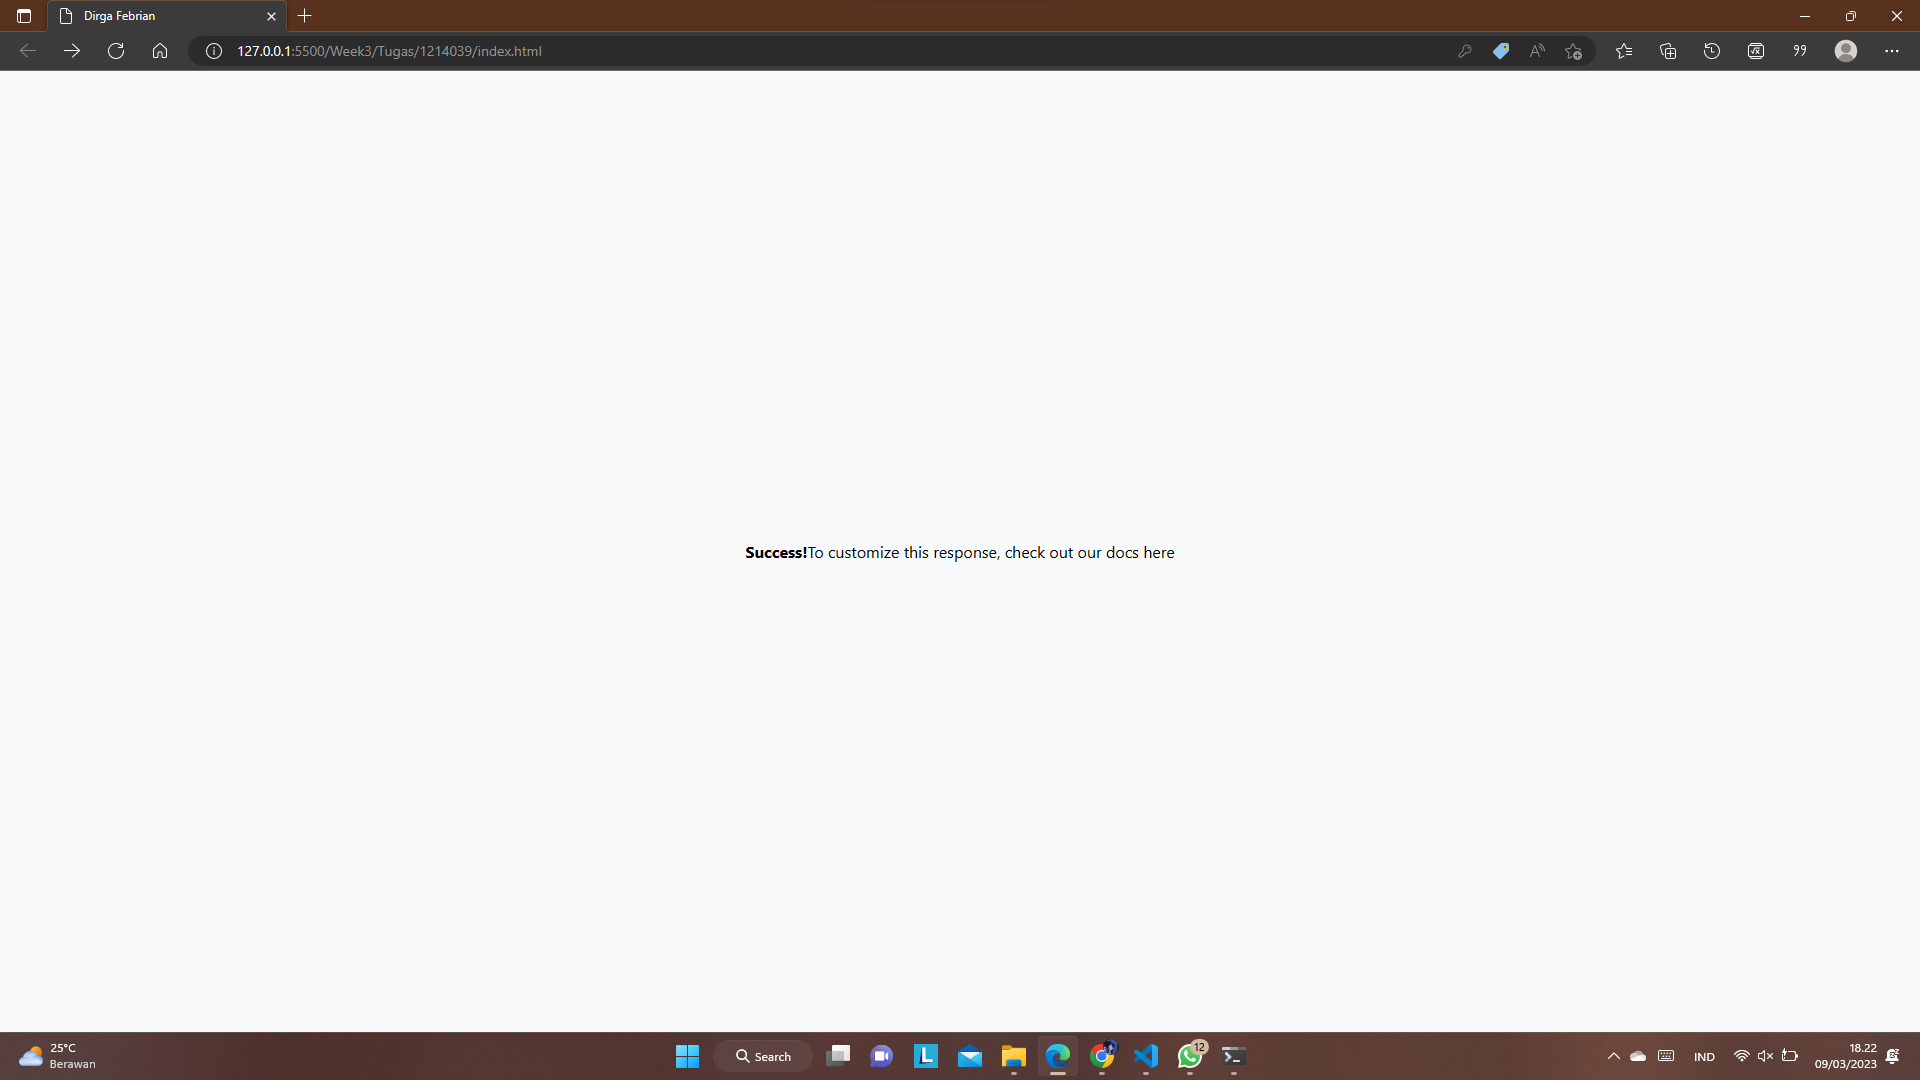 Dirga Febrian
127.0.0.1:5500/Week3/Tugas/1214039/index.html
Success!To customize this response, check out our docs here
25°C
Berawan
Search
12
IND
18.22
09/03/2023